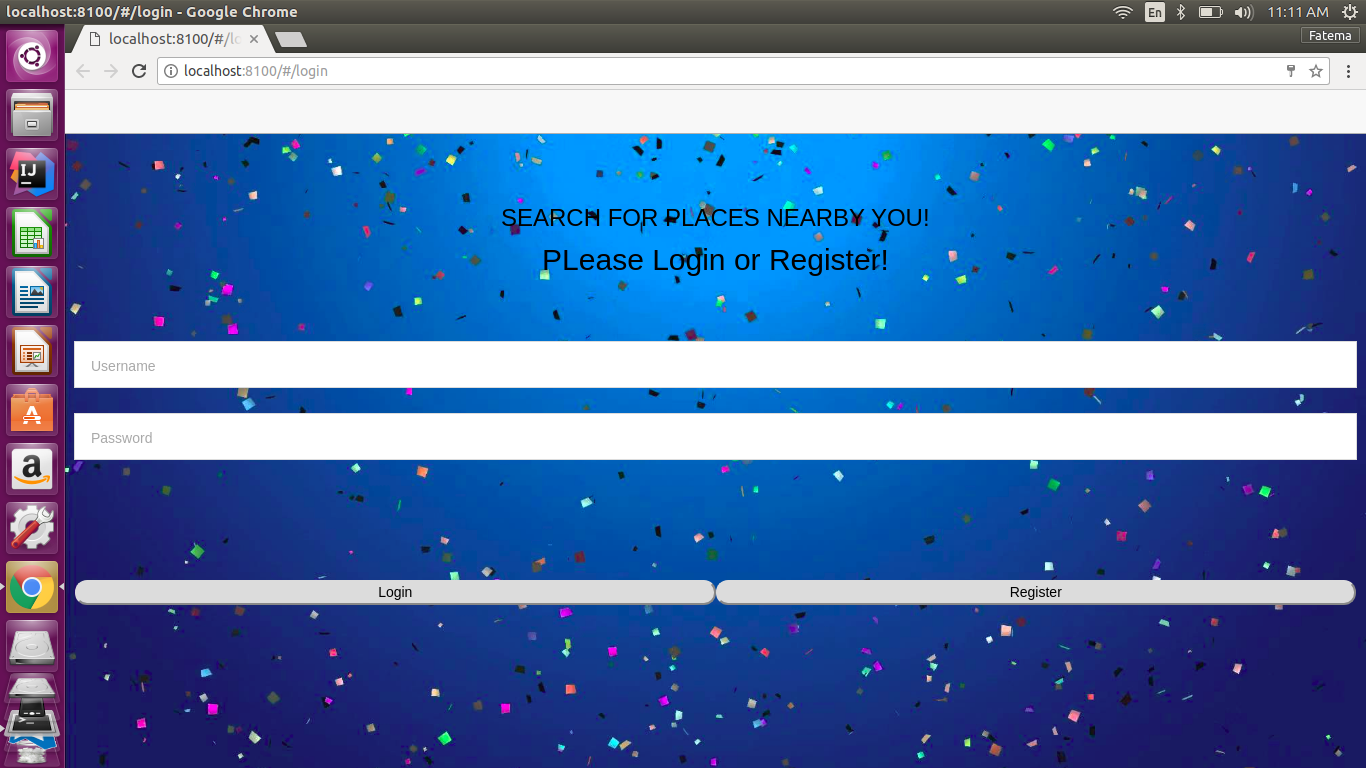 localhost:8100/#/login - Google Chrome
En
11:11 AM
localhost:8100/#/lo
Fatema
localhost:8100/#/login
SEARCH FOR PLACES NEARBY YOU!
PLease Login or Register!
Username
Password
Login
Register
IJ
a